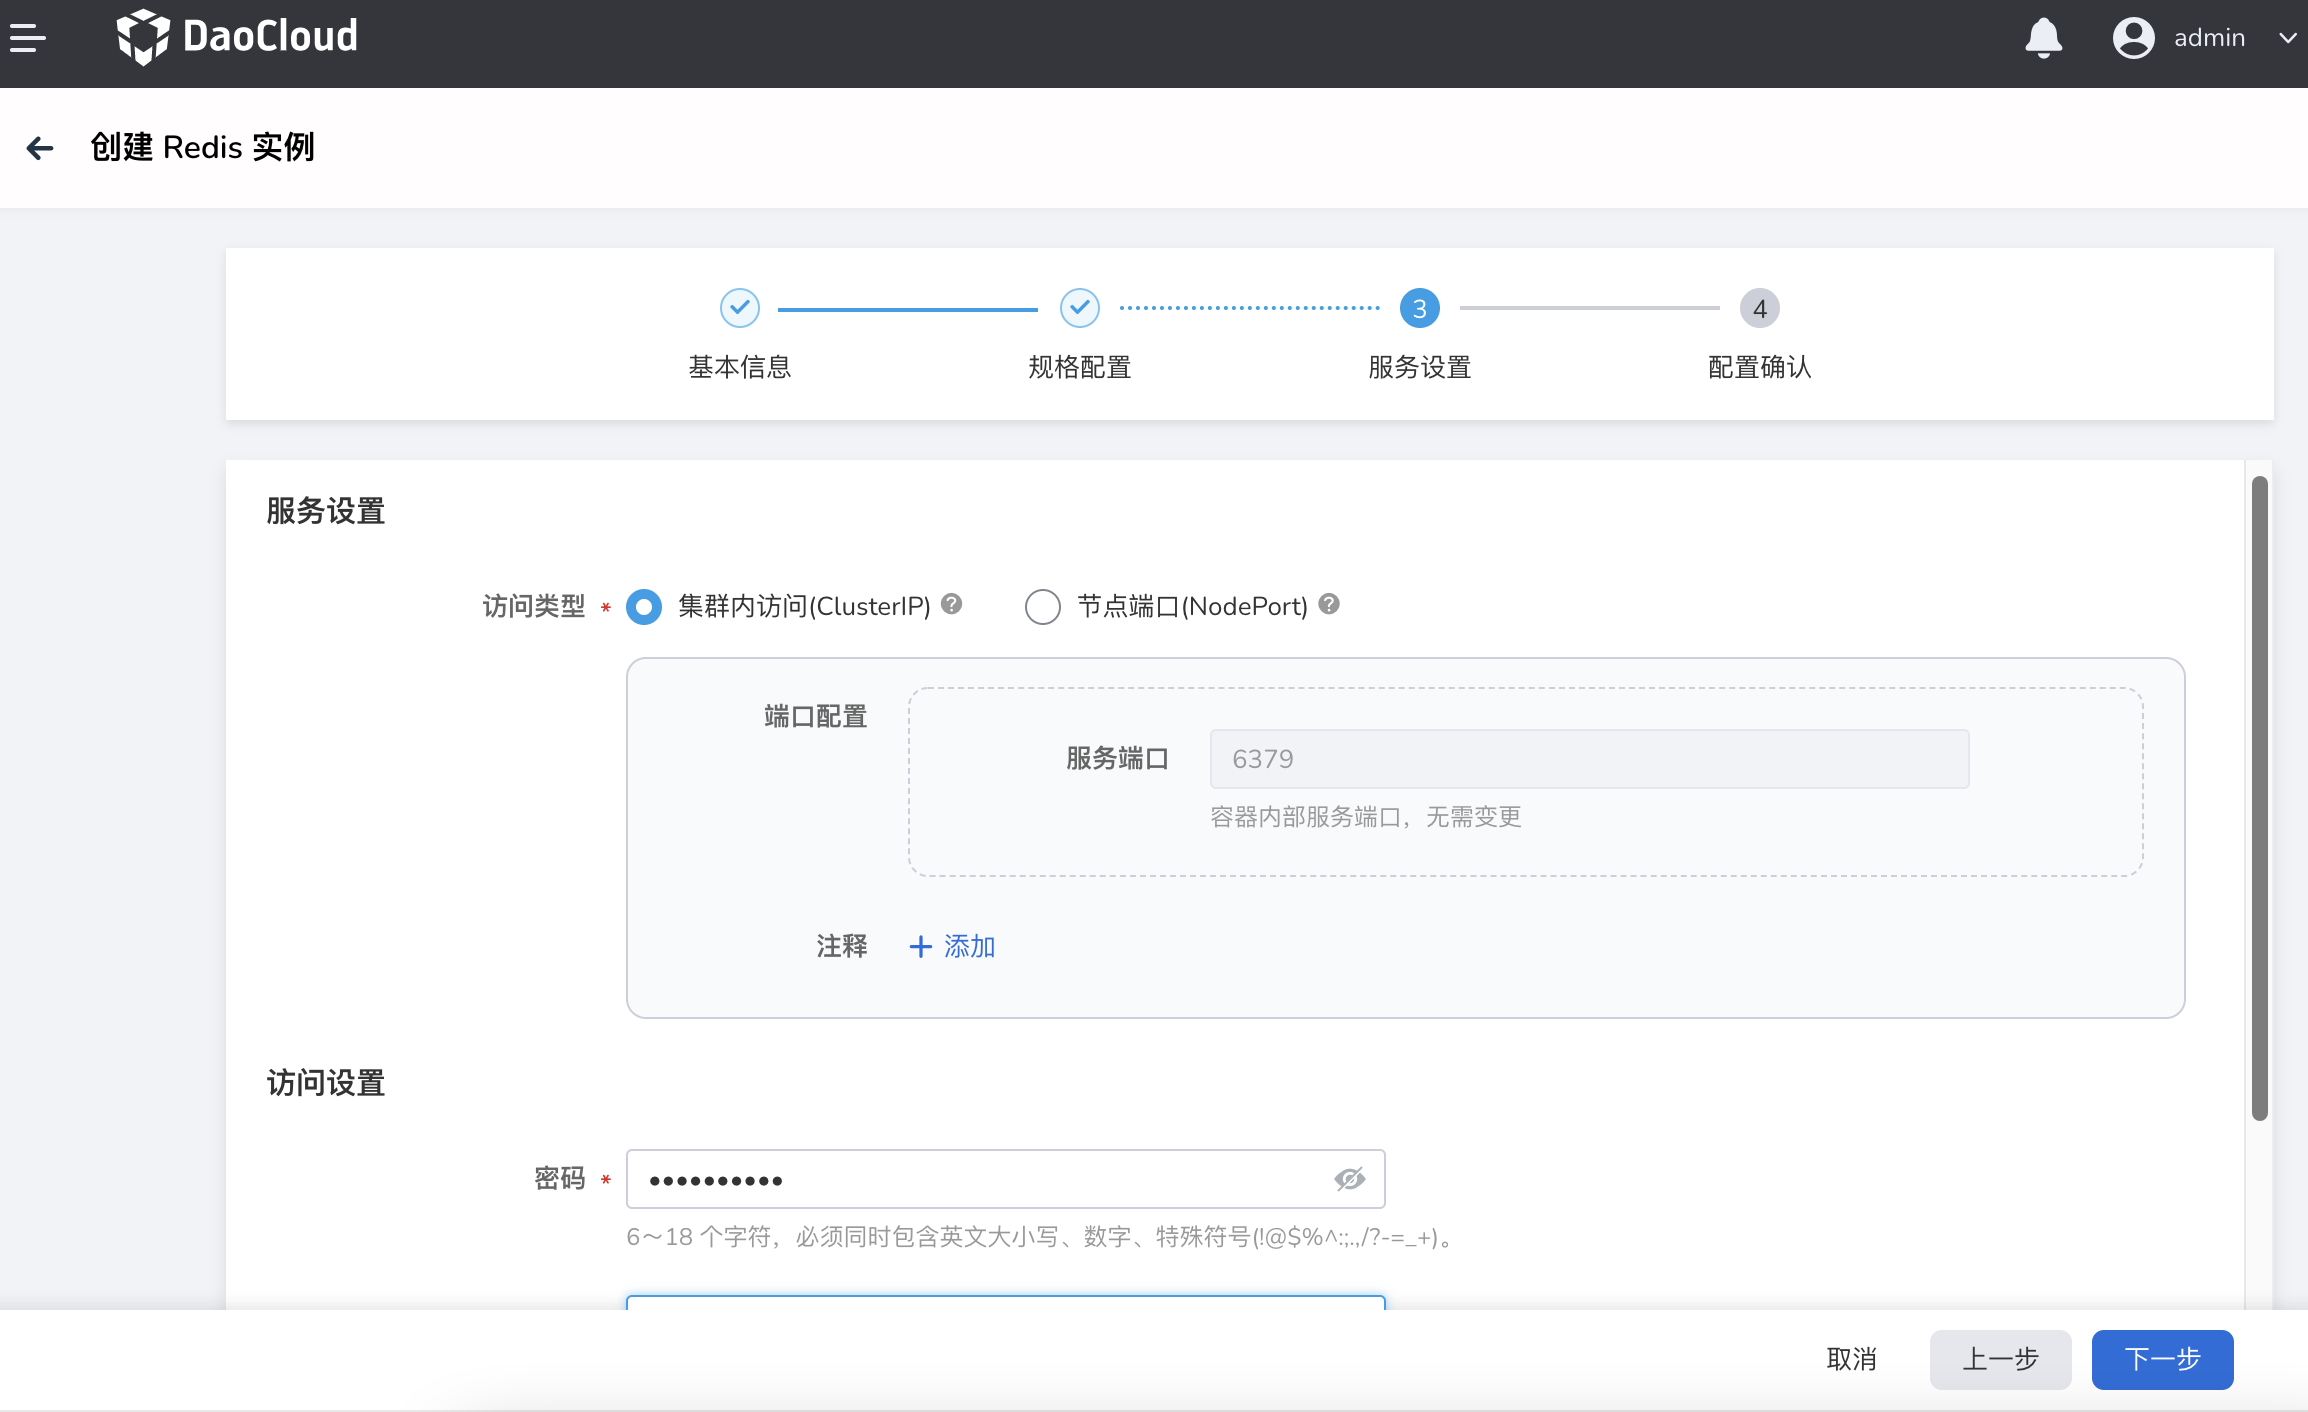 DaoCloud
admin
创建 Redis 实例
3
4
基本信息
规格配置
服务设置
配置确认
服务设置
访问类型 * 集群内访问(ClusterIP) ? 节点端口(NodePort) ?
端口配置
服务端口 6379
容器内部服务端口，无需变更
注释 + 添加
访问设置
密码 * ••••••••••
6～18 个字符，必须同时包含英文大小写、数字、特殊符号(!@$%^:;.,/?-=_+)。
取消 上一步 下一步